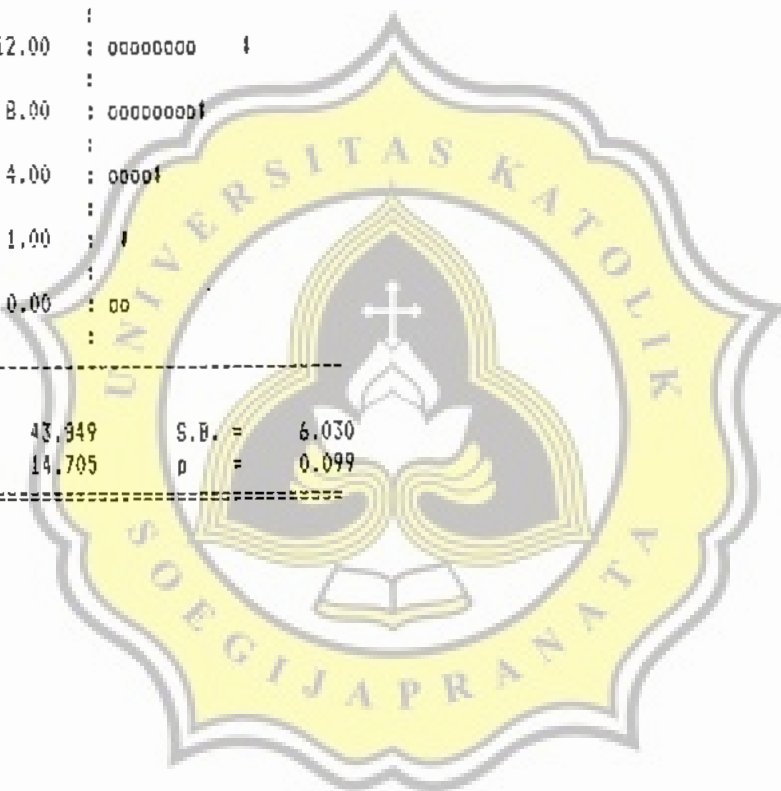 :
12.00 : oooooooo *
:
8.00 : oooooooo*
:
4.00 : oooo*
:
1.00 : *
:
0.00 : oo
:
------------------------------------
43.949 S.B. = 6.030
14.705 p = 0.099
====================================
UNIVERSITAS KATOLIK
SOEGIJAPRANATA